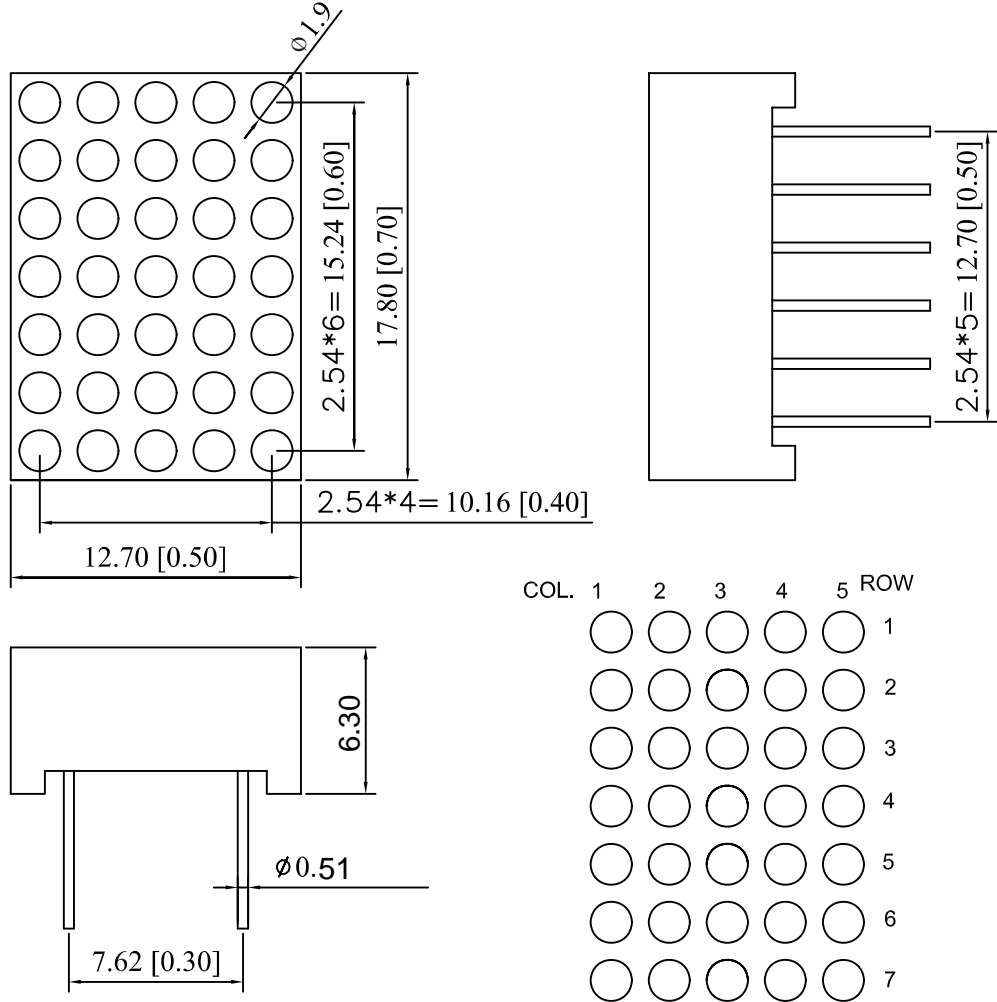 ø1.9
2.54*6= 15.24 [0.60]
17.80 [0.70]
2.54*5= 12.70 [0.50]
2.54*4= 10.16 [0.40]
12.70 [0.50]
COL. 1 2 3 4 5 ROW
1
2
3
4
5
6
7
6.30
ø0.51
7.62 [0.30]